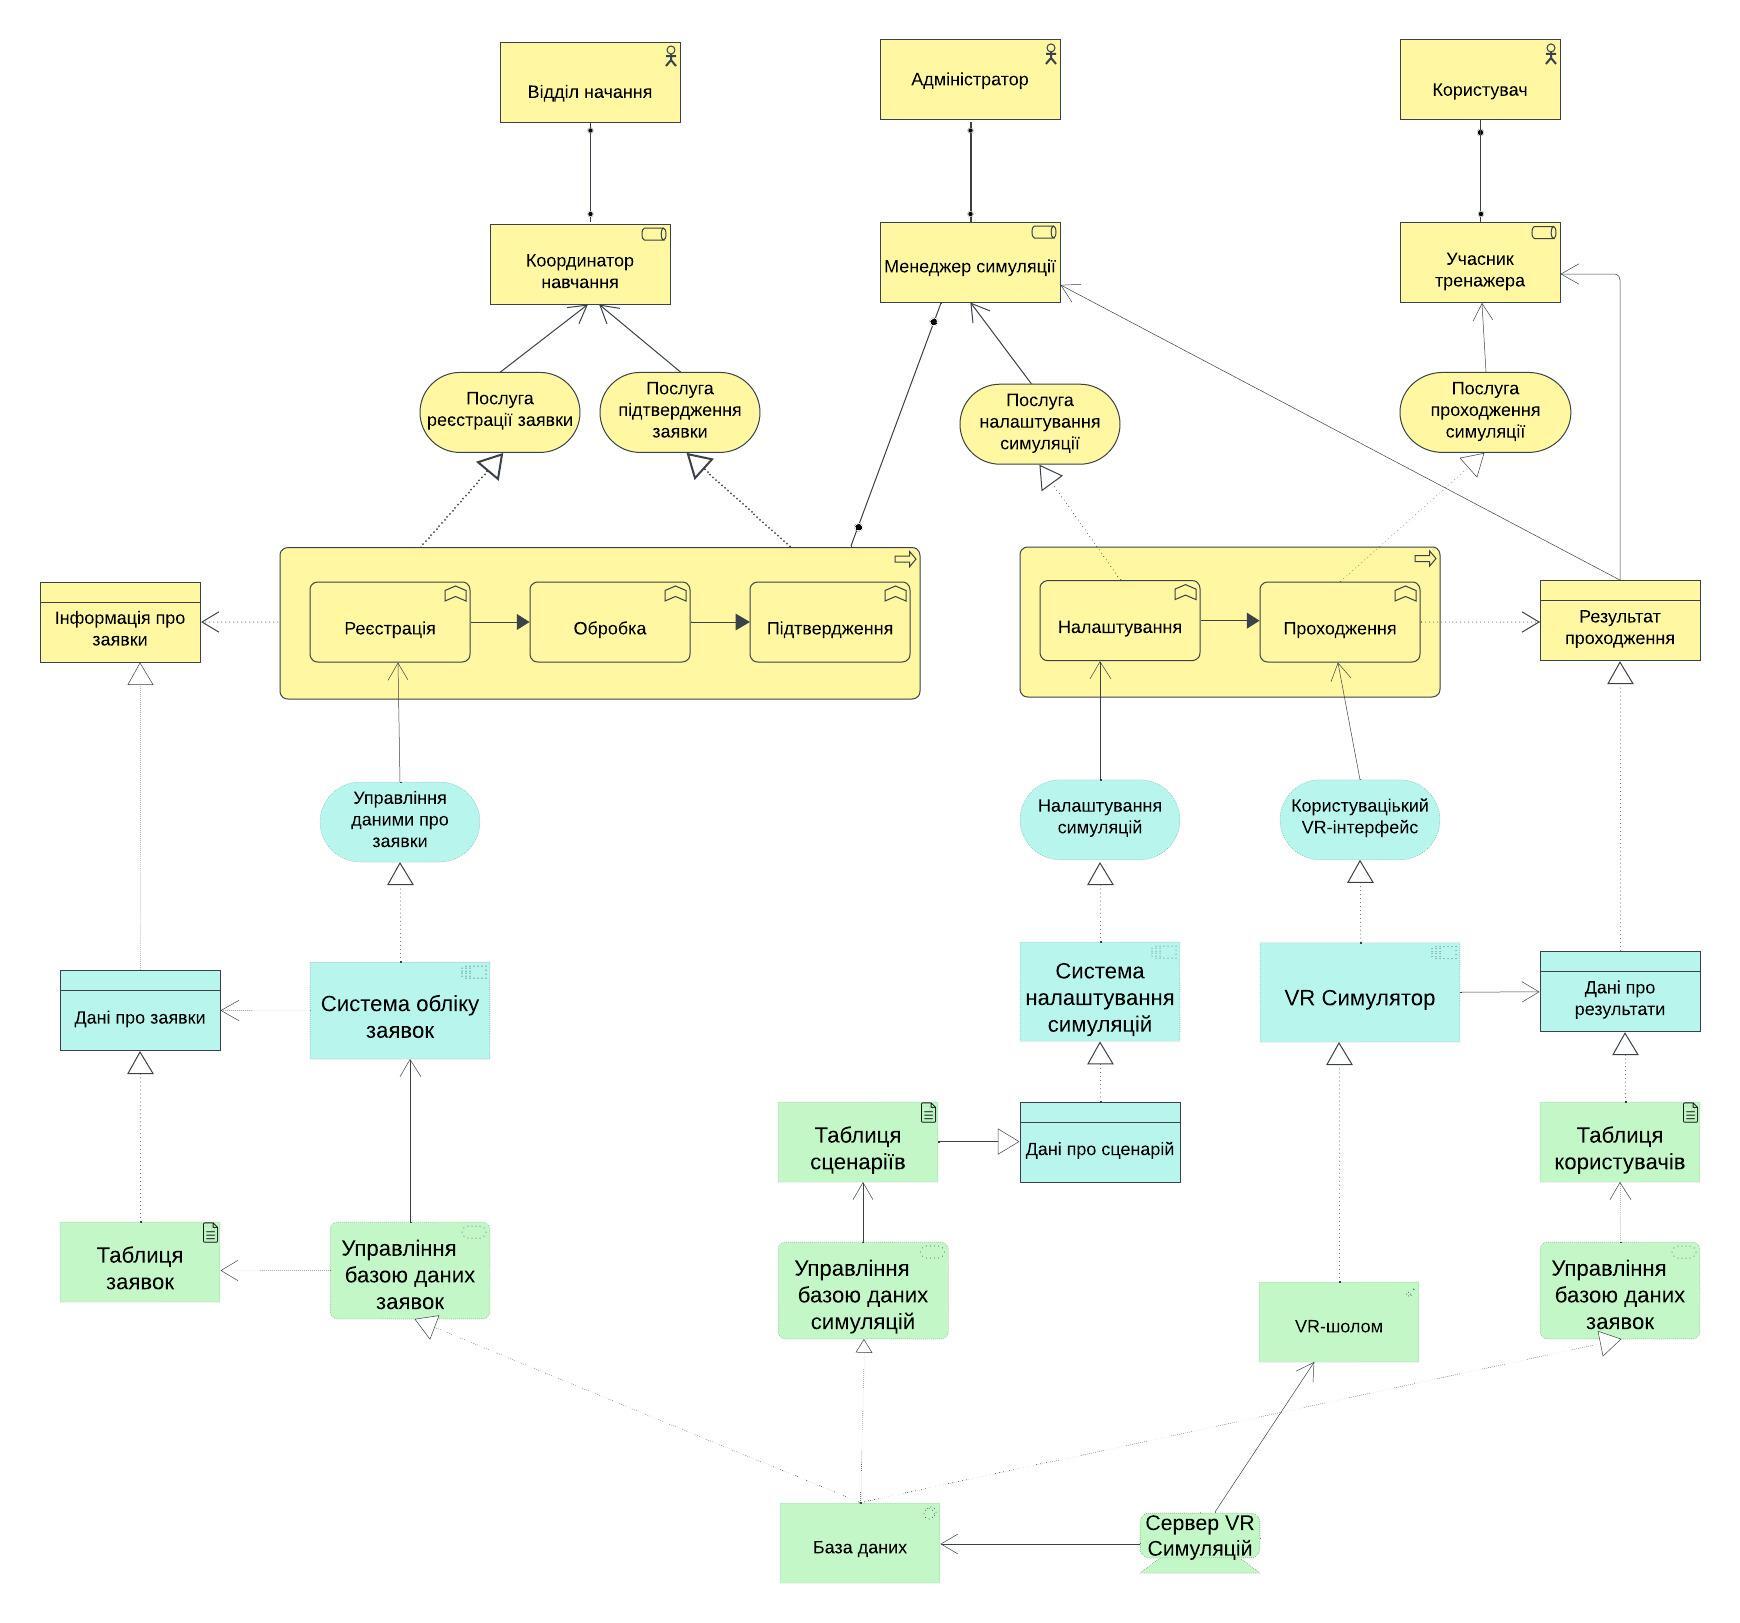 Відділ начання
Адміністратор
Користувач
Координатор
навчання
Менеджер симуляції
Учасник
тренажера
Послуга
реєстрації заявки
Послуга
підтвердження
заявки
Послуга
налаштування
симуляції
Послуга
проходження
симуляції
Інформація про
заявки
Реєстрація
Обробка
Підтвердження
Налаштування
Проходження
Результат
проходження
Управління
даними про
заявки
Налаштування
симуляцій
Користуваціький
VR-інтерфейс
Дані про заявки
Система обліку
заявок
Система
налаштування
симуляцій
VR Симулятор
Дані про
результати
Таблиця
сценаріїв
Дані про сценарій
Таблиця
користувачів
Таблиця
заявок
Управління
базою даних
заявок
Управління
базою даних
симуляцій
VR-шолом
Управління
базою даних
заявок
База даних
Сервер VR
Симуляцій